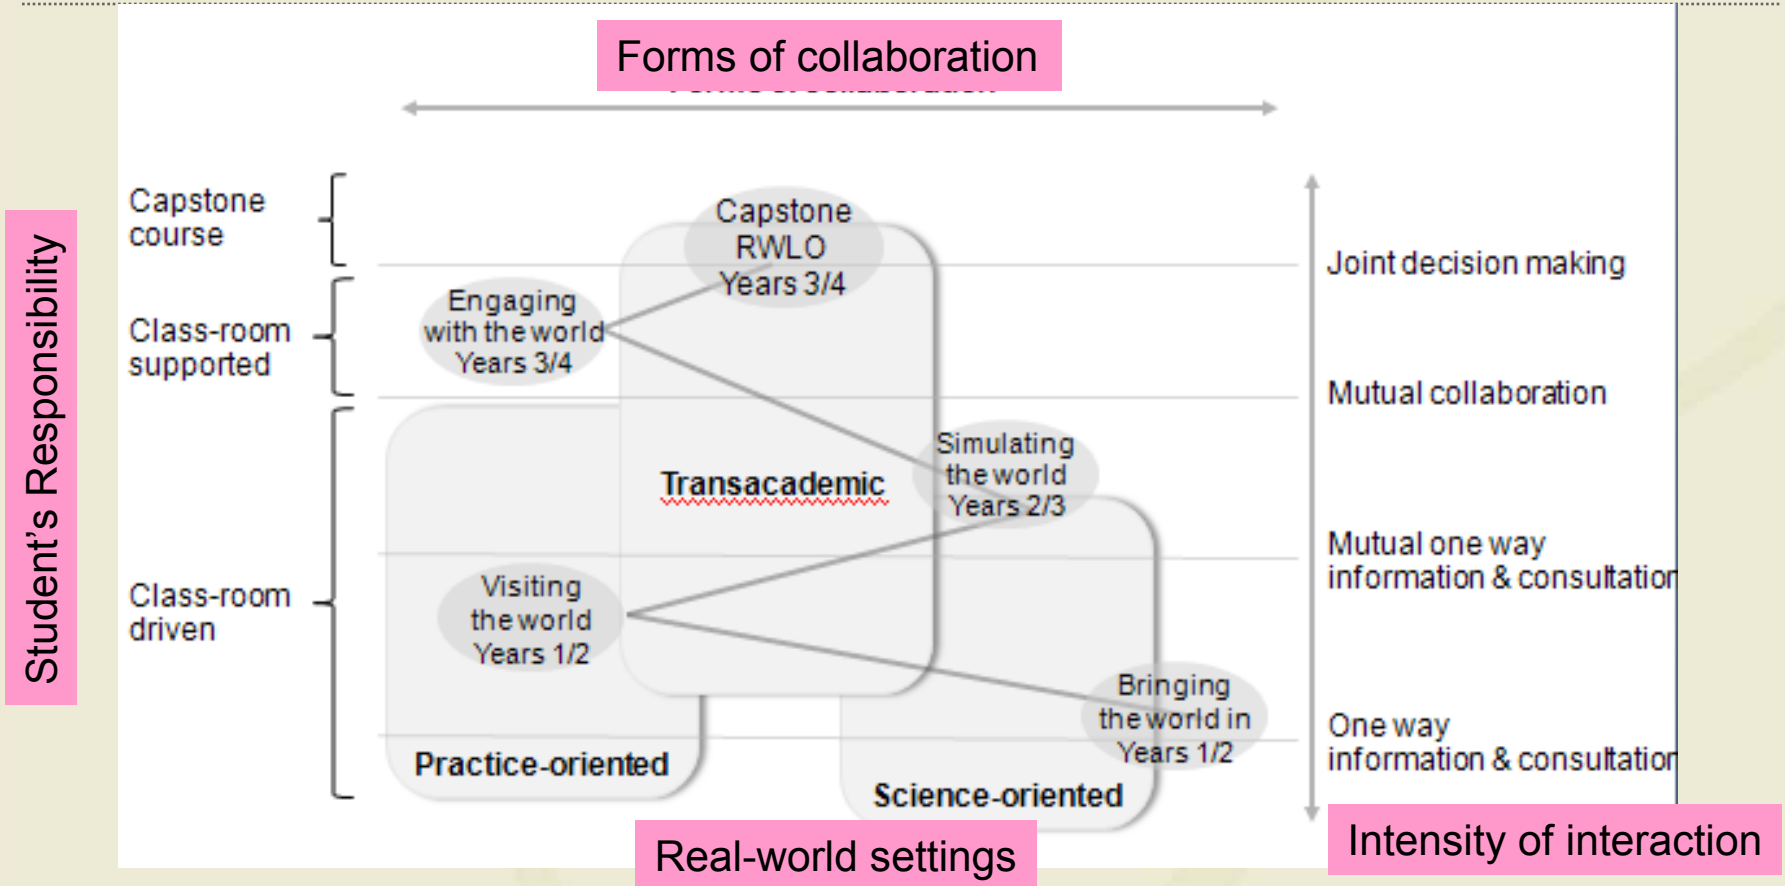 Forms of collaboration
Student's Responsibility
Capstone
course
Class-room
supported
Class-room
driven
Capstone
RWLO
Years 3/4
Engaging
with the world
Years 3/4
Simulating
the world
Years 2/3
Transacademic
Visiting
the world
Years 1/2
Bringing
the world in
Years 1/2
Practice-oriented
Science-oriented
Joint decision making
Mutual collaboration
Mutual one way
information & consultation
One way
information & consultation
Real-world settings
Intensity of interaction